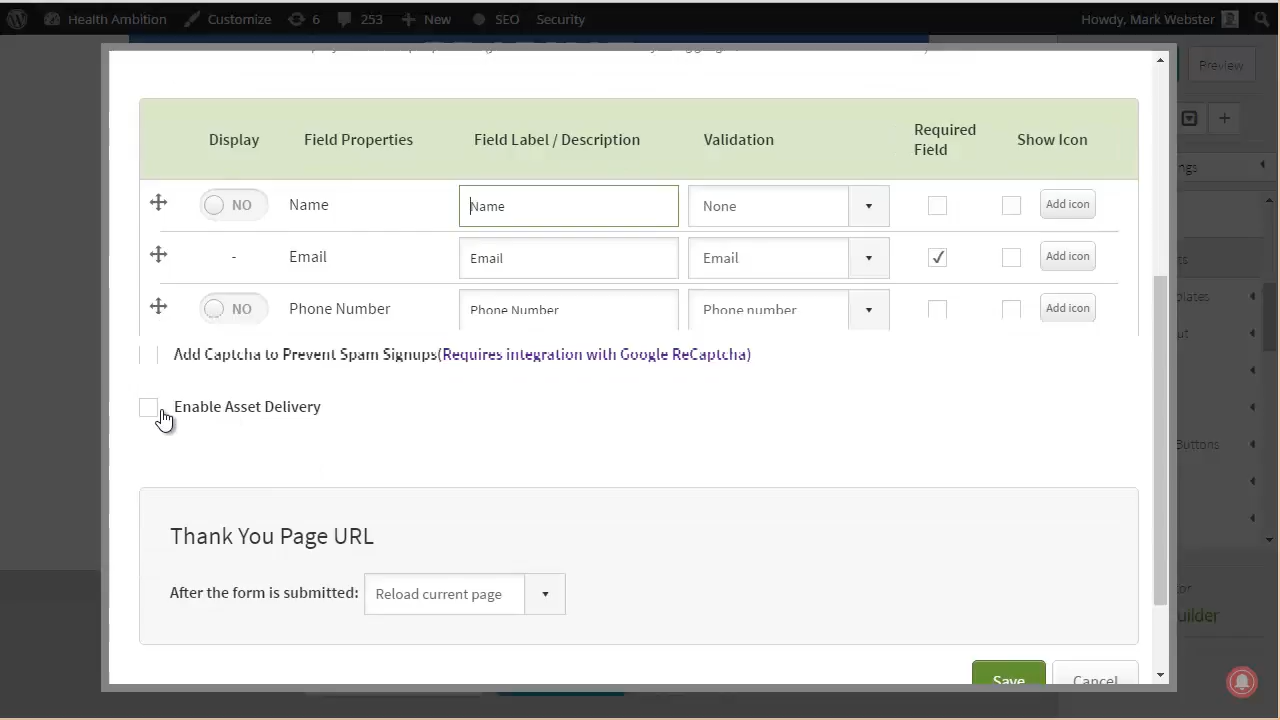 Health Ambition Customize 6 253 New SEO Security Howdy, Mark Webster
Preview
Display Field Properties Field Label / Description Validation Required Field Show Icon
NO Name Name None Add icon
- Email Email Email Add icon
NO Phone Number Phone Number Phone number Add icon
Add Captcha to Prevent Spam Signups(Requires integration with Google ReCaptcha)
Enable Asset Delivery
Buttons
Thank You Page URL
After the form is submitted: Reload current page
Save Cancel